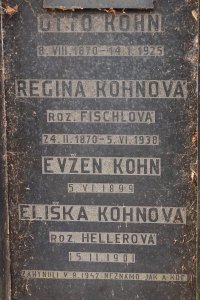 OTTO KOHN
8. VIII. 1870 - 14. I. 1925
REGINA KOHNOVÁ
ROZ. FISCHLOVÁ
24. II. 1870 - 5. VI. 1938
EVŽEN KOHN
5. VI. 1899
ELIŠKA KOHNOVÁ
ROZ. HELLEROVÁ
15. II. 1901
ZAHYNULI V R. 1942 NEZNÁMO JAK A KDE